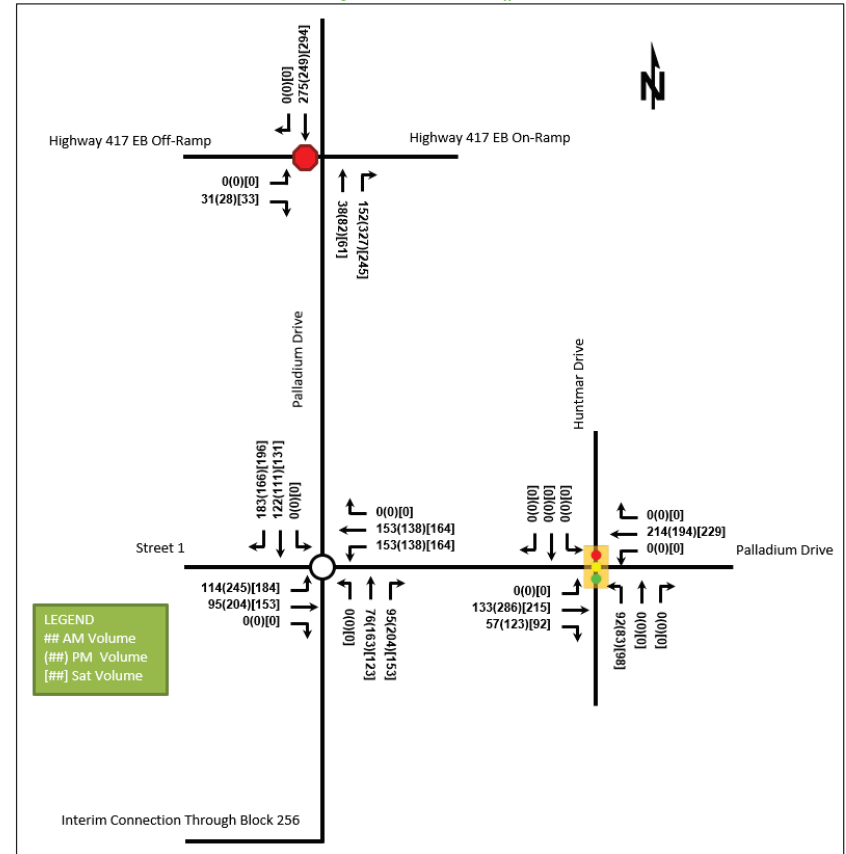 N
0(0)[0]
275(249)[294]
Highway 417 EB Off-Ramp
Highway 417 EB On-Ramp
0(0)[0]
31(28)[33]
38(82)[61]
152(327)[245]
Palladium Drive
Huntmar Drive
183(166)[196]
122(111)[131]
0(0)[0]
0(0)[0]
153(138)[164]
153(138)[164]
Street 1
114(245)[184]
95(204)[153]
0(0)[0]
0(0)[0]
76(163)[123]
95(204)[153]
0(0)[0]
0(0)[0]
0(0)[0]
0(0)[0]
214(194)[229]
0(0)[0]
Palladium Drive
0(0)[0]
133(286)[215]
57(123)[92]
92(83)[98]
0(0)[0]
0(0)[0]
LEGEND
## AM Volume
(##) PM Volume
[##] Sat Volume
Interim Connection Through Block 256